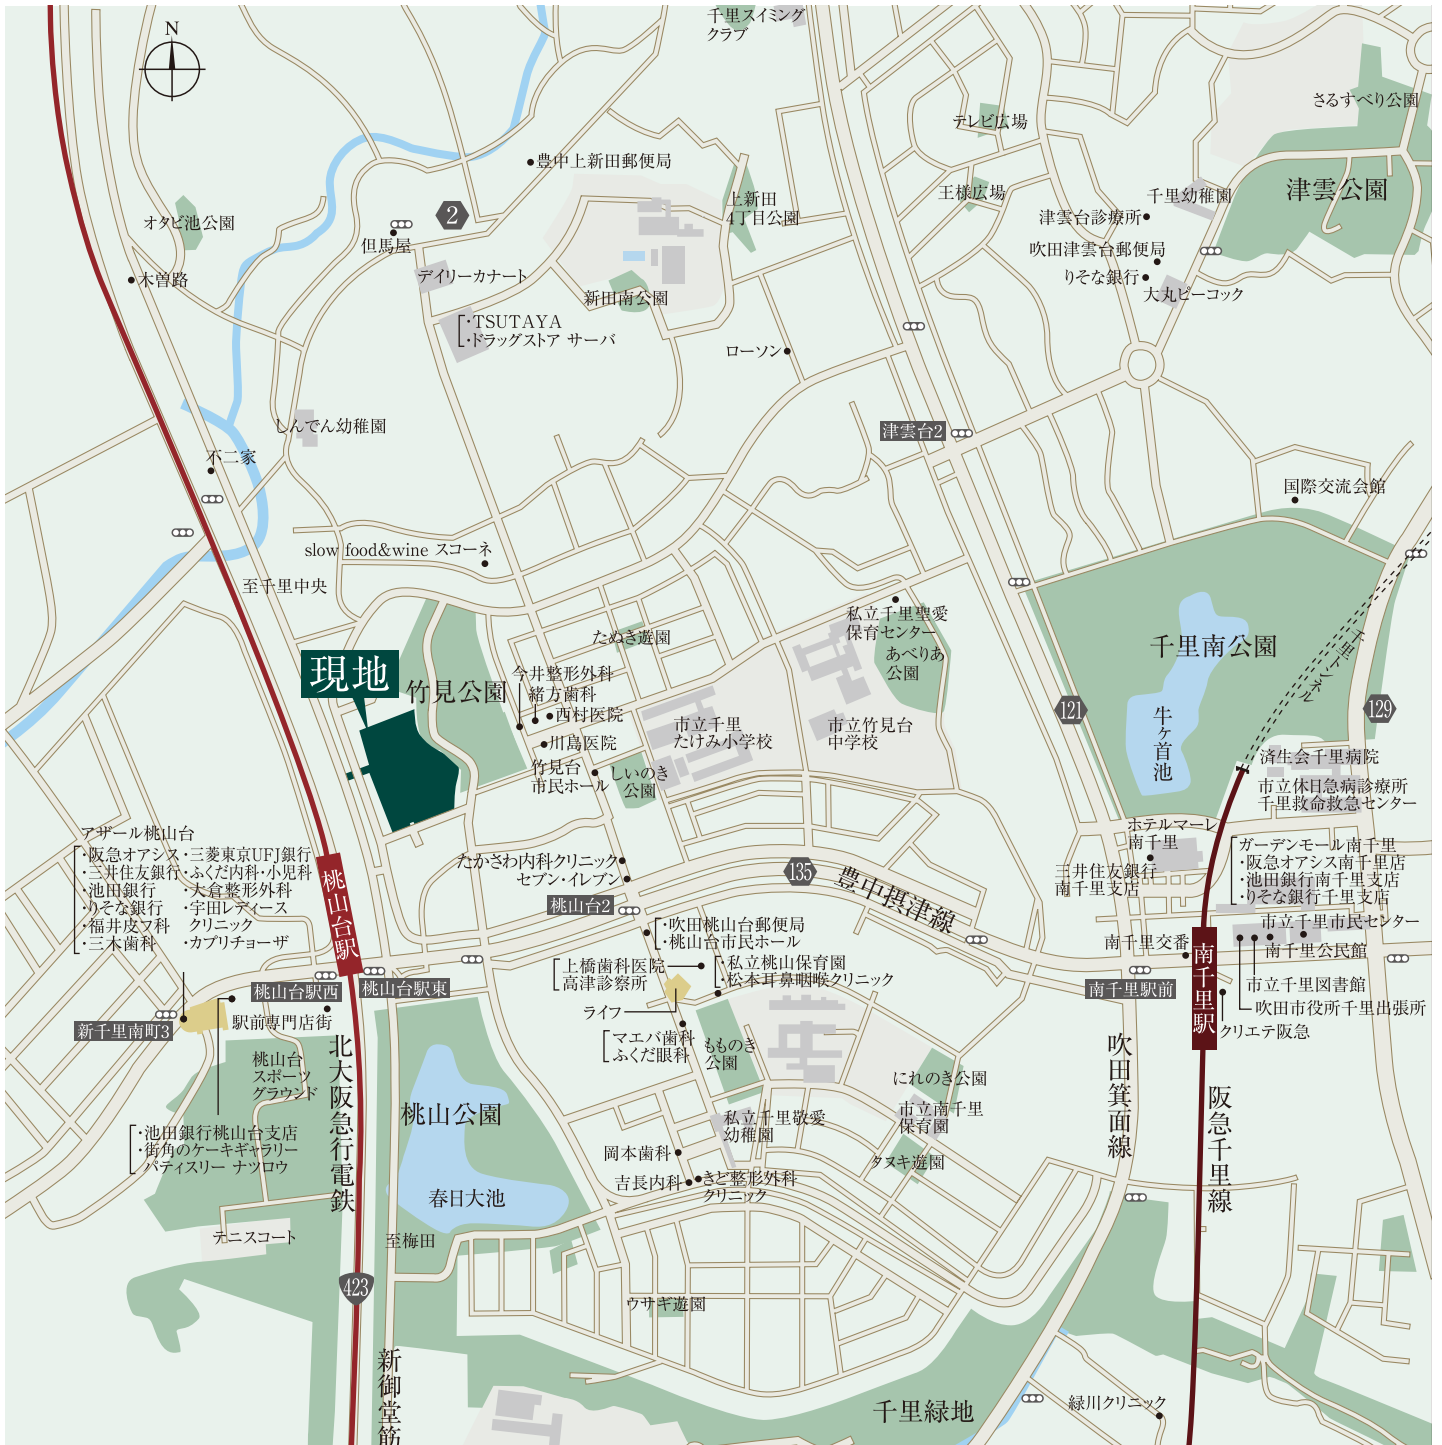 N
千里スイミング
クラブ
さるすべり公園
テレビ広場
豊中上新田郵便局
津雲公園
王様広場
千里幼稚園
上新田
4丁目公園
津雲台診療所
オタビ池公園
2
但馬屋
吹田津雲台郵便局
りそな銀行
大丸ピーコック
木曽路
デイリーカナート
新田南公園
・TSUTAYA
・ドラッグストア サーバ
ローソン
しんでん幼稚園
津雲台2
不二家
国際交流会館
slow food&wine スコーネ
至千里中央
私立千里聖愛
保育センター
あべりあ
公園
たぬき遊園
千里南公園
千里トンネル
現地
竹見公園
今井整形外科
緒方歯科
西村医院
川島医院
竹見台
市民ホール
しいのき
公園
市立千里
たけみ小学校
市立竹見台
中学校
121
129
牛ヶ首池
済生会千里病院
市立休日急病診療所
千里救命救急センター
ホテルマーレ
南千里
三井住友銀行
南千里支店
ガーデンモール南千里
・阪急オアシス南千里店
・池田銀行南千里支店
・りそな銀行千里支店
アザール桃山台
・阪急オアシス・三菱東京UFJ銀行
・三井住友銀行・ふくだ内科・小児科
・池田銀行 ・大倉整形外科
・りそな銀行 ・宇田レディース
・福井皮フ科 クリニック
・三木歯科 ・カプリチョーザ
桃山台駅
たかさわ内科クリニック
セブン・イレブン
135
豊中摂津線
桃山台2
・吹田桃山台郵便局
・桃山台市民ホール
市立千里市民センター
南千里公民館
南千里交番
南千里駅
上橋歯科医院
高津診察所
・私立桃山保育園
・松本耳鼻咽喉クリニック
市立千里図書館
吹田市役所千里出張所
クリエテ阪急
南千里駅前
桃山台駅西
桃山台駅東
新千里南町3
駅前専門店街
ライフ
マエバ歯科
ふくだ眼科
もものき
公園
桃山台
スポーツ
グラウンド
北大阪急行電鉄
桃山公園
にれのき公園
市立南千里
保育園
吹田箕面線
阪急千里線
・池田銀行桃山台支店
・街角のケーキギャラリー
パティスリー ナツロウ
私立千里敬愛
幼稚園
岡本歯科
タヌキ遊園
吉長内科
きど整形外科
クリニック
春日大池
テニスコート
至梅田
423
ウサギ遊園
新御堂筋
千里緑地
緑川クリニック